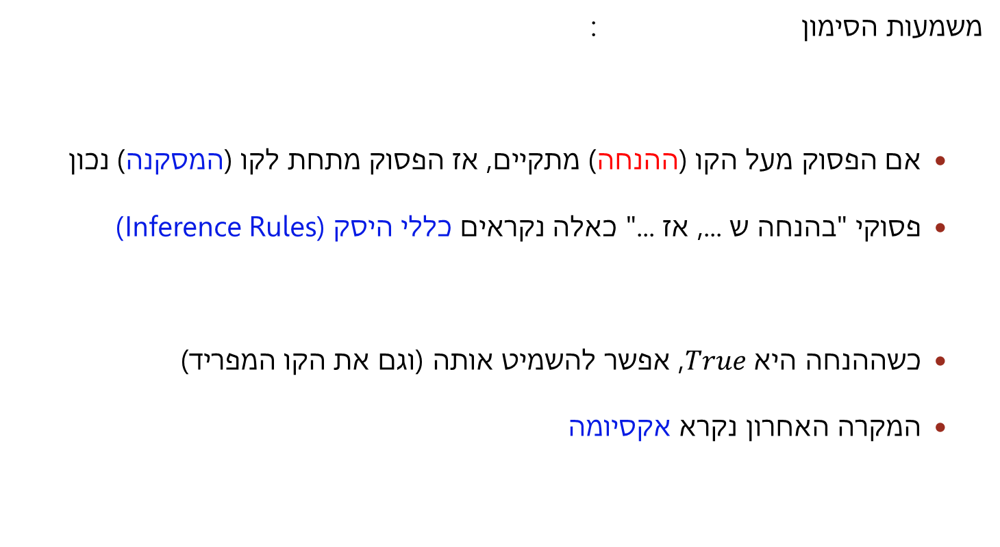 משמעות הסימון :
אם הפסוק מעל הקו (ההנחה) מתקיים, אז הפסוק מתחת לקו (המסקנה) נכון
פסוקי "בהנחה ש ..., אז ..." כאלה נקראים כללי היסק (Inference Rules)
כשההנחה היא True, אפשר להשמיט אותה (וגם את הקו המפריד)
המקרה האחרון נקרא אקסיומה